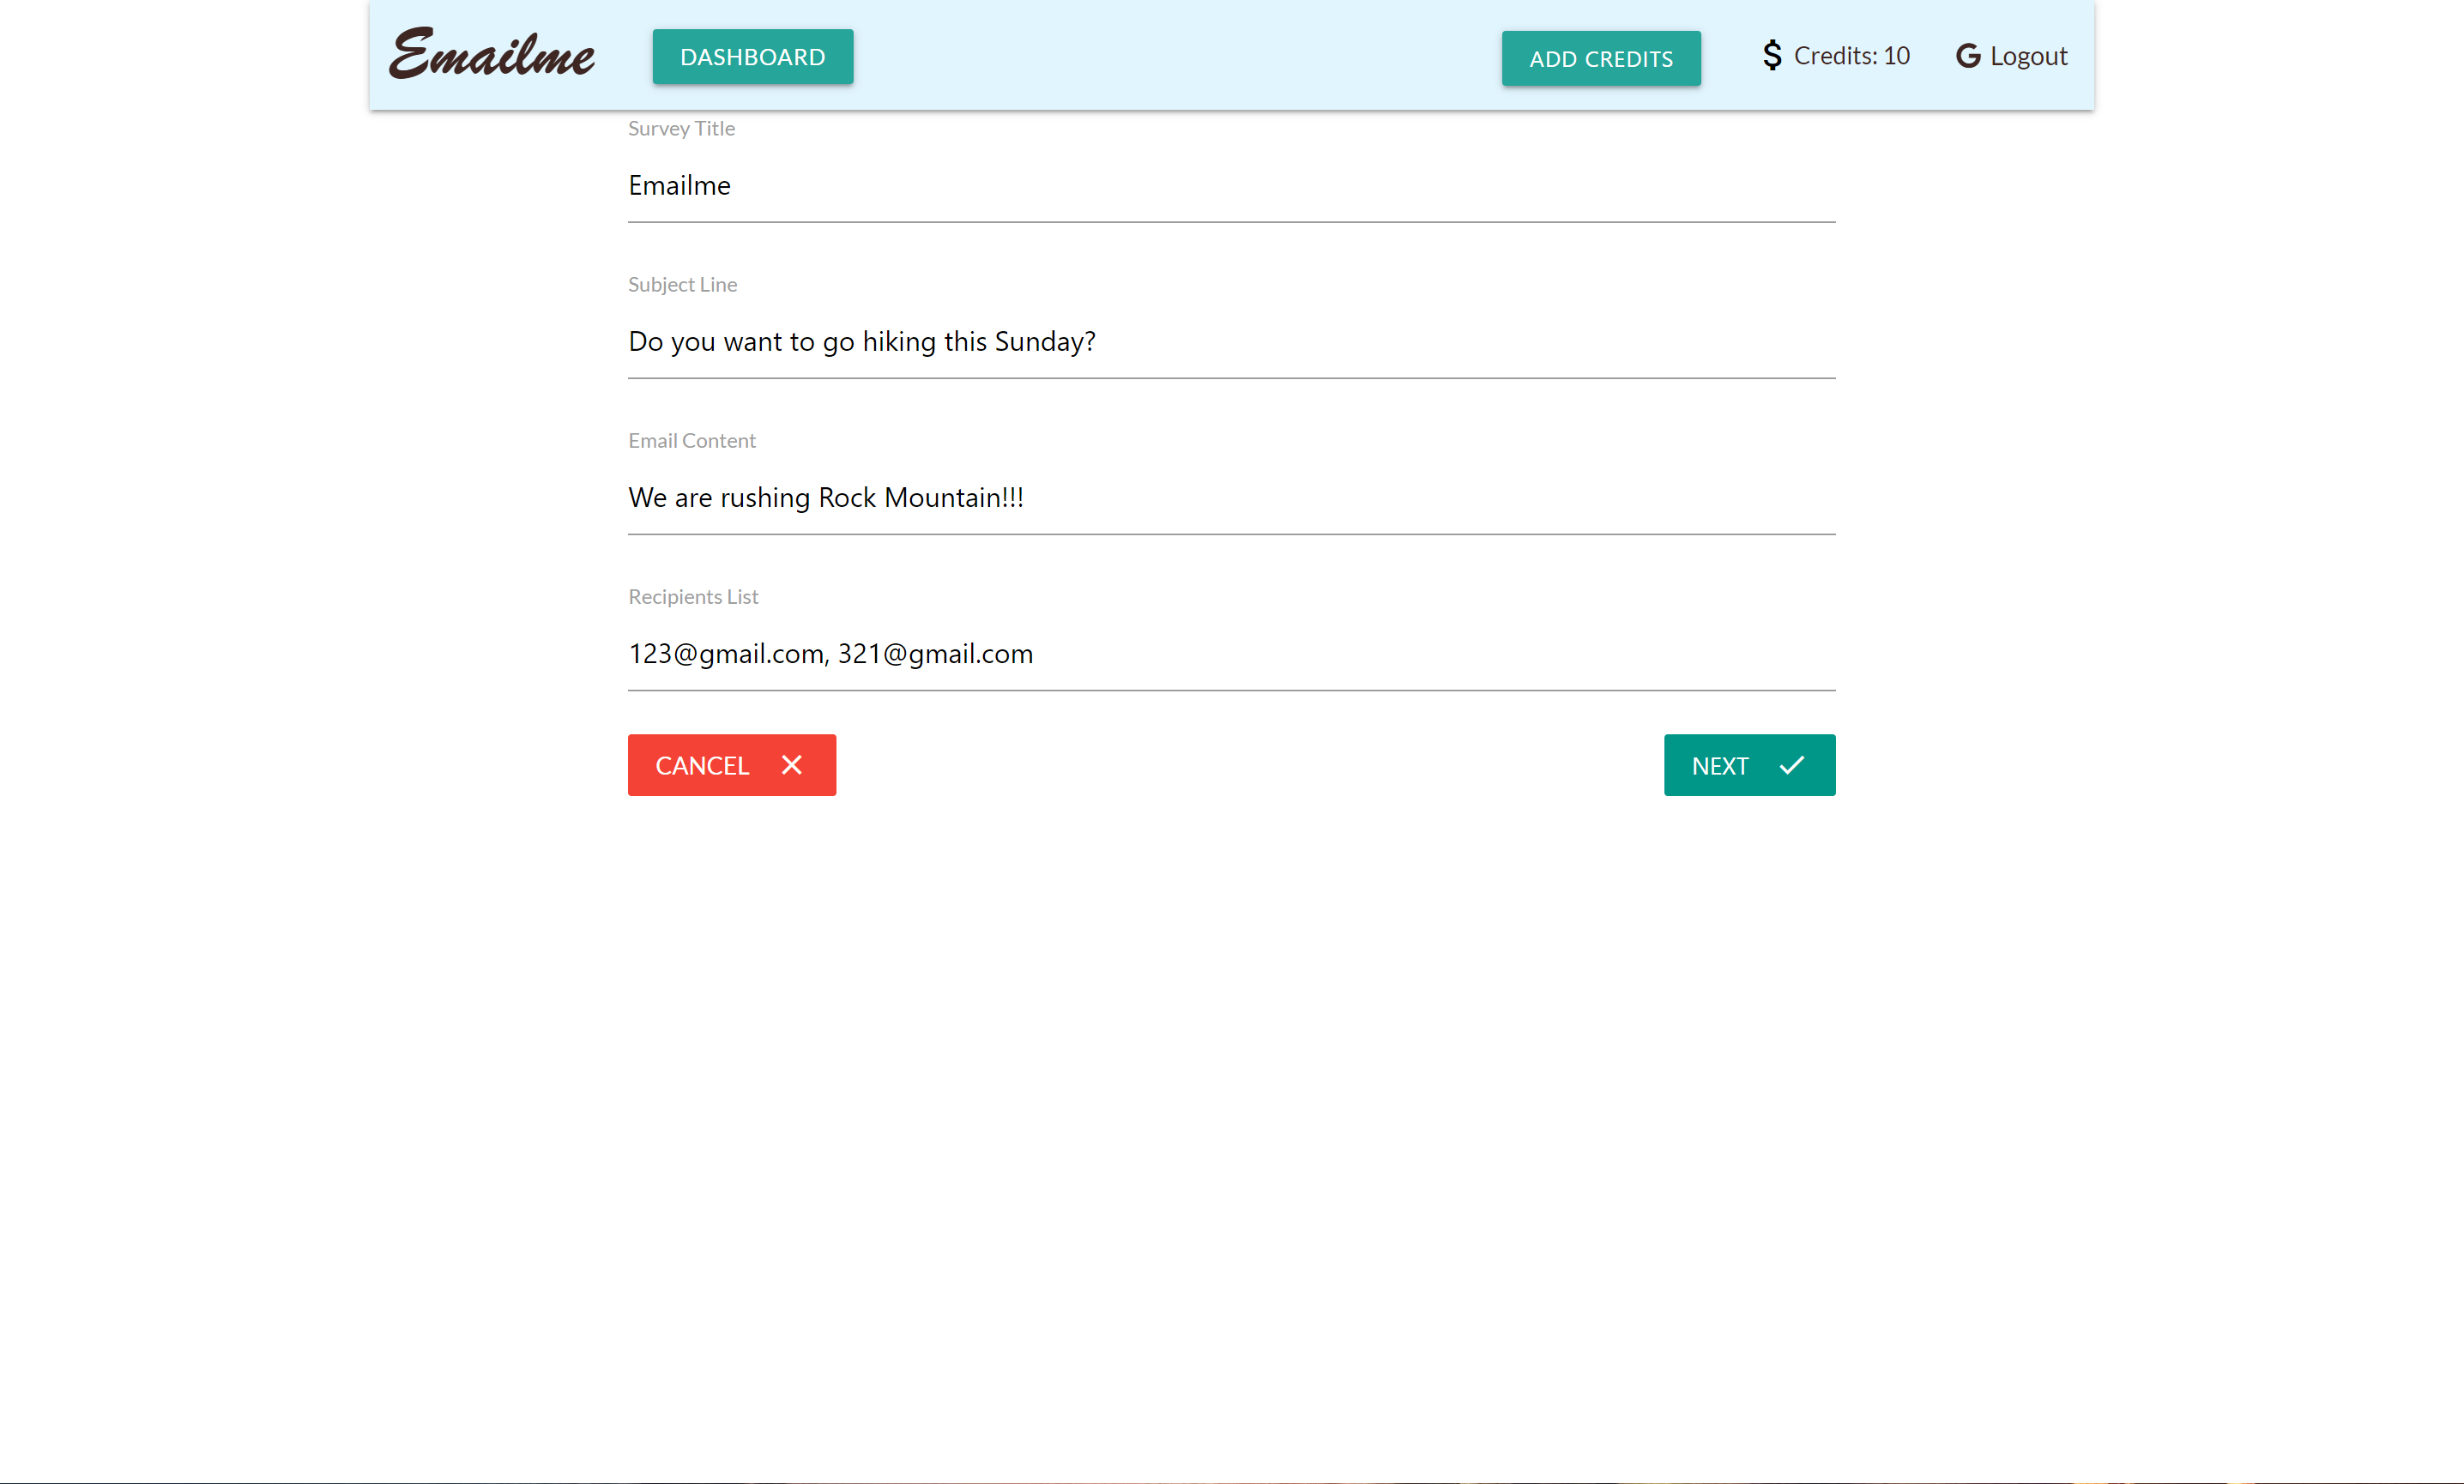 Emailme DASHBOARD ADD CREDITS $ Credits: 10 G Logout
Survey Title
Emailme
Subject Line
Do you want to go hiking this Sunday?
Email Content
We are rushing Rock Mountain!!!
Recipients List
123@gmail.com, 321@gmail.com
CANCEL NEXT